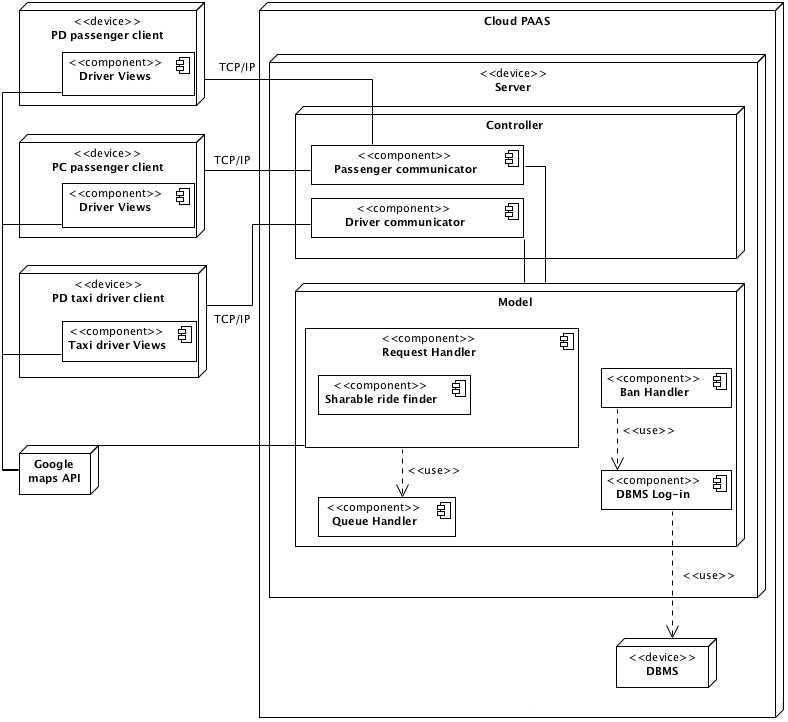 <<device>>
PD passenger client
<<component>>
Driver Views
TCP/IP
<<device>>
PC passenger client
<<component>>
Driver Views
TCP/IP
<<device>>
PD taxi driver client
<<component>>
Taxi driver Views
TCP/IP
Google
maps API
Cloud PAAS
<<device>>
Server
Controller
<<component>>
Passenger communicator
<<component>>
Driver communicator
Model
<<component>>
Request Handler
<<component>>
Sharable ride finder
<<use>>
<<component>>
Queue Handler
<<component>>
Ban Handler
<<use>>
<<component>>
DBMS Log-in
<<use>>
<<device>>
DBMS